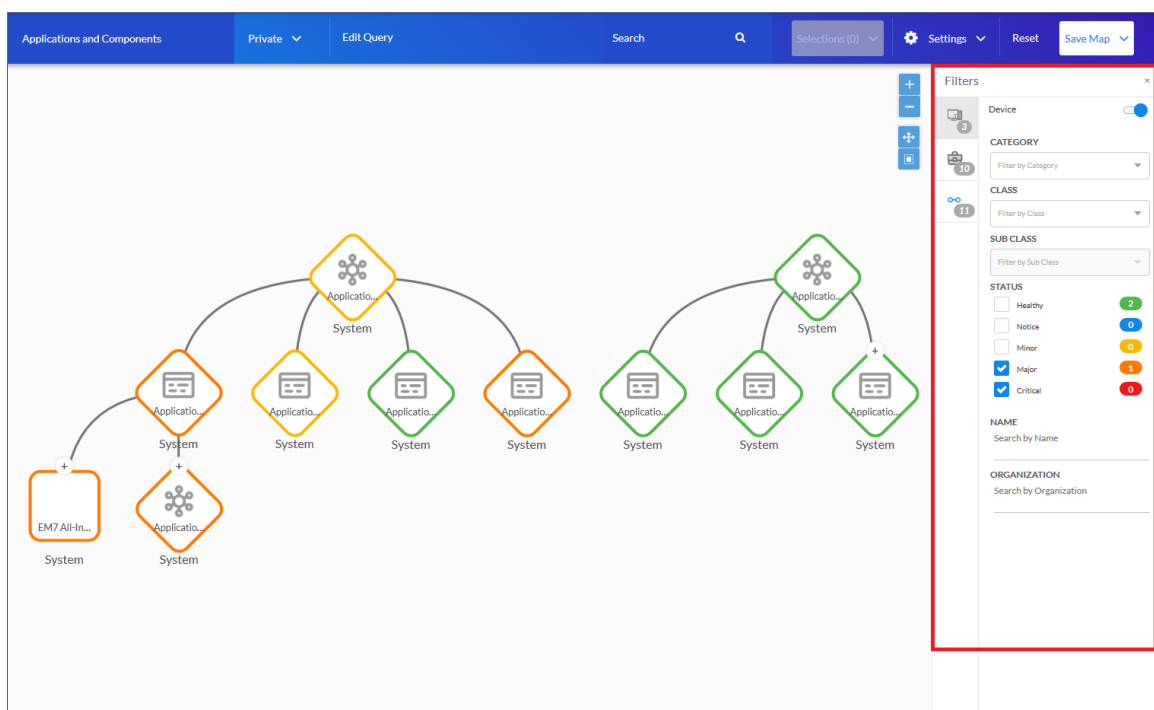 Applications and Components Private Edit Query Search Selections (0) Settings Reset Save Map
+
−
Filters ×
3
10
11
Device
CATEGORY
Filter by Category
CLASS
Filter by Class
SUB CLASS
Filter by Sub Class
STATUS
Healthy 2
Notice 0
Minor 0
Major 1
Critical 0
NAME
Search by Name
ORGANIZATION
Search by Organization
Applicatio... Applicatio...
System System
+
Applicatio... Applicatio... Applicatio... Applicatio... Applicatio... Applicatio... Applicatio...
System System System System System System System
+ +
EM7 All-In... Applicatio...
System System